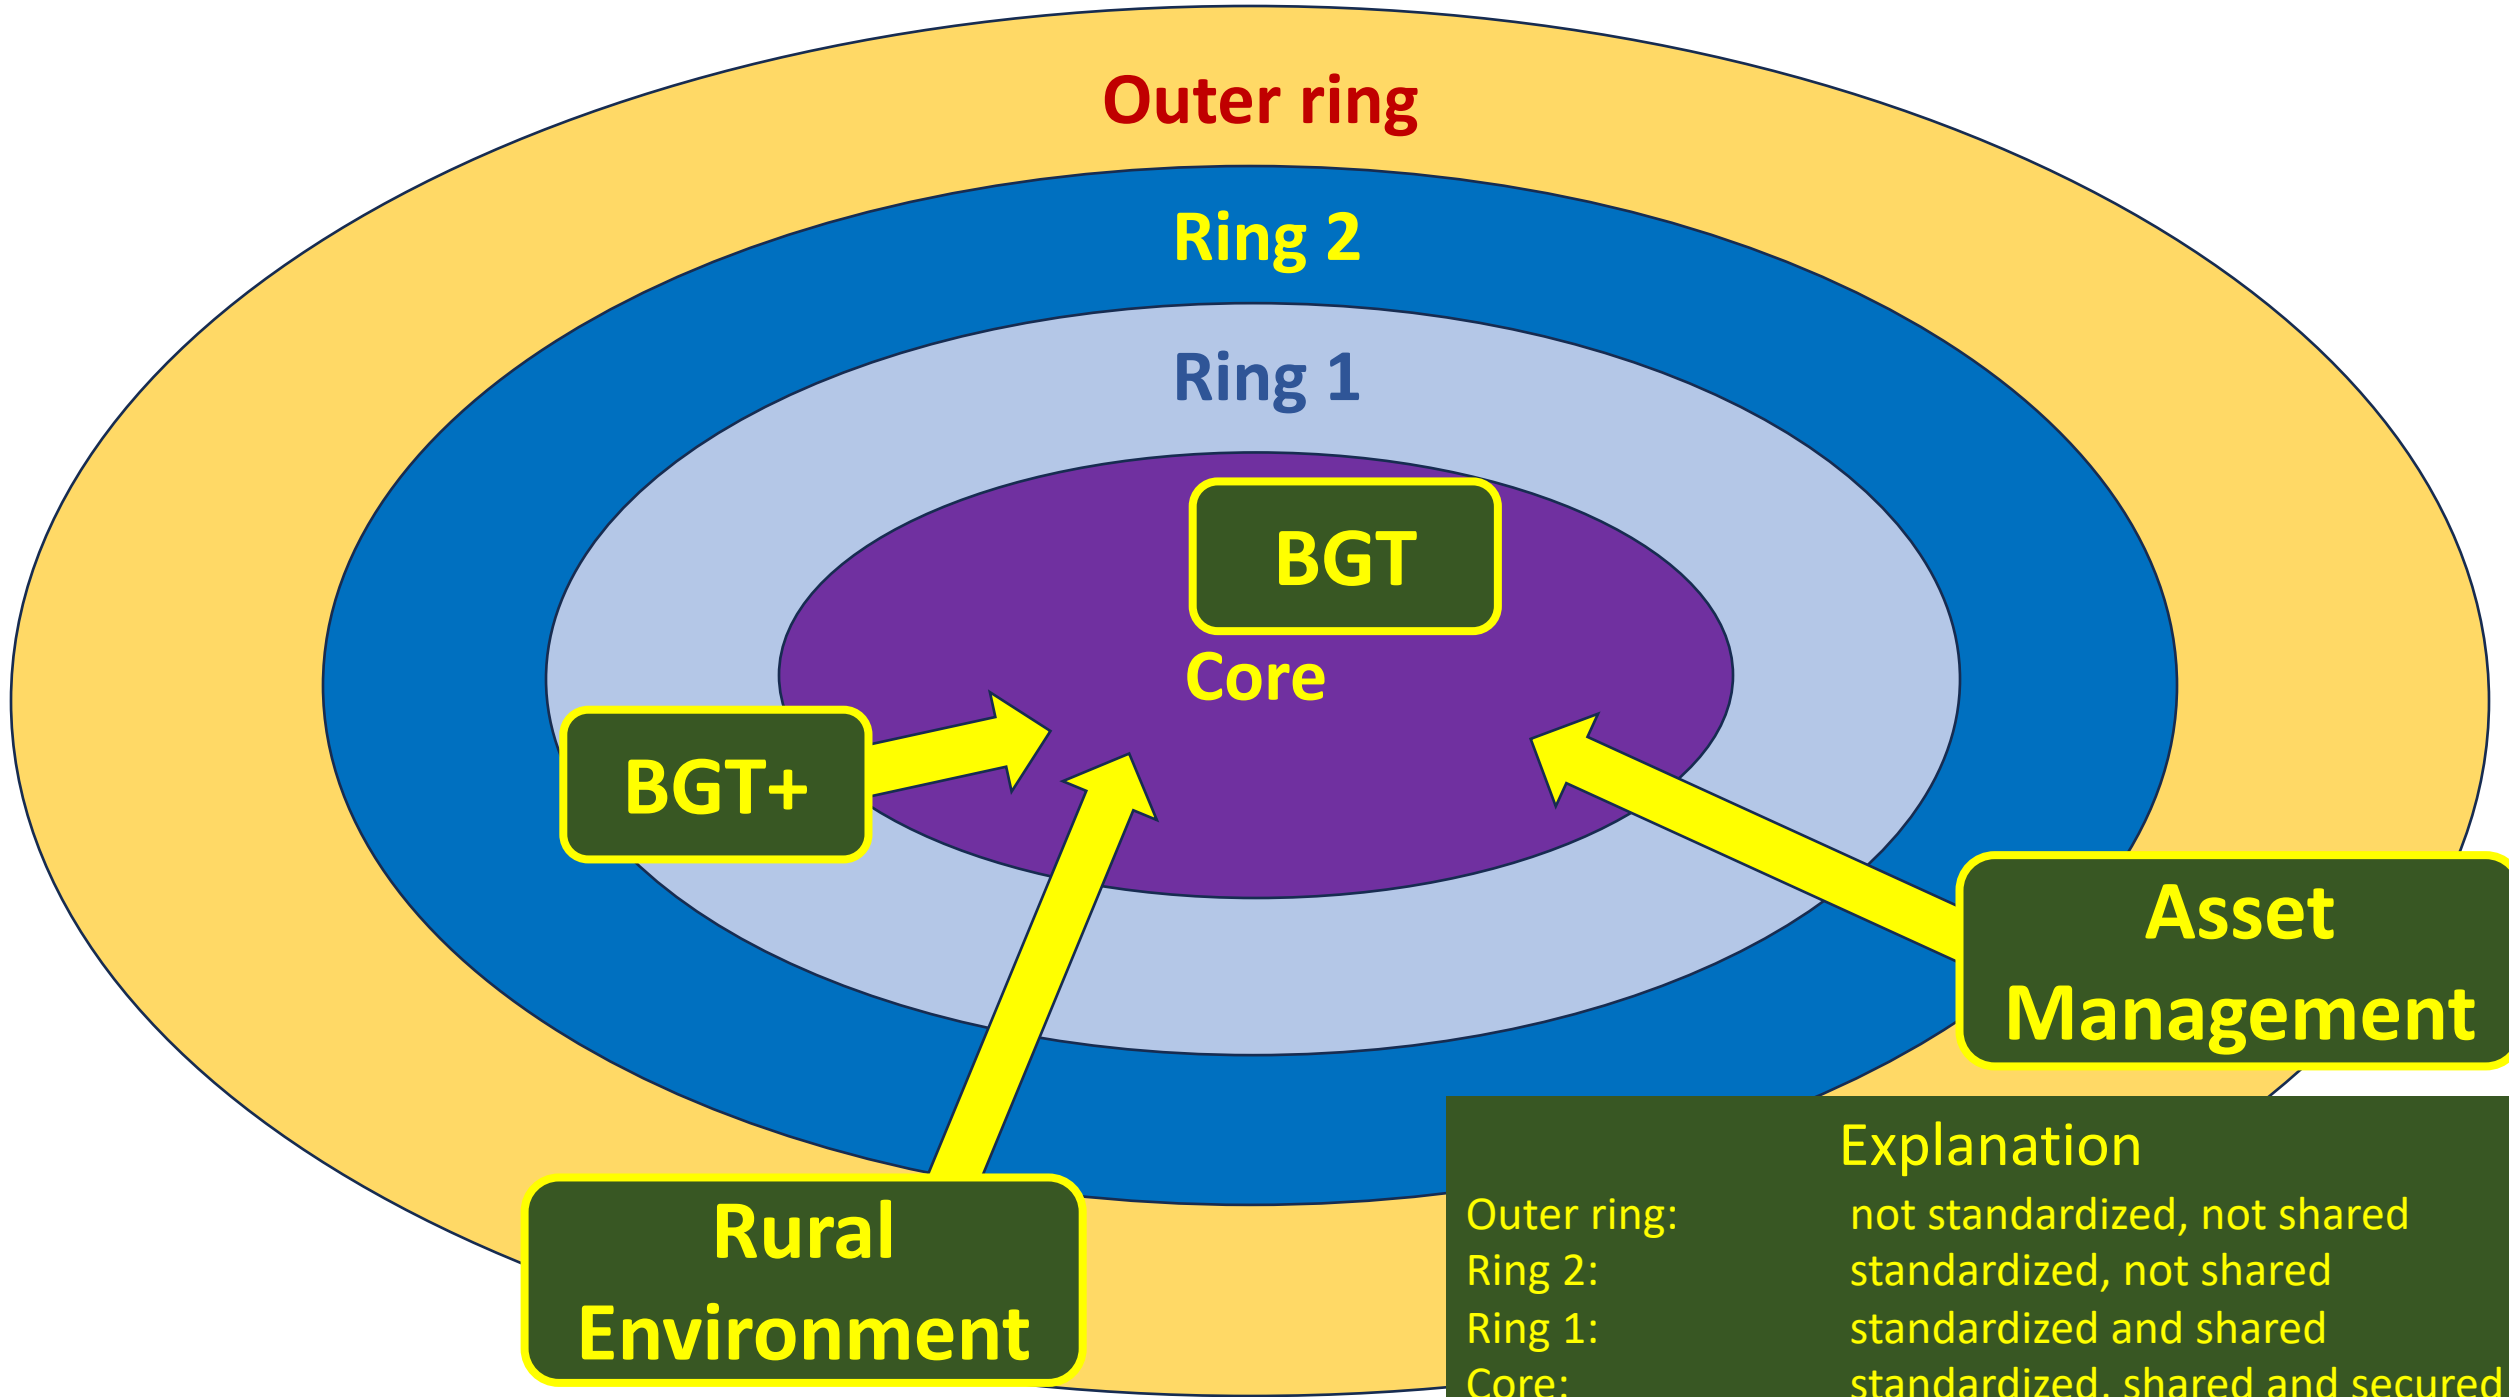 Outer ring
Ring 2
Ring 1
BGT
Core
BGT+
Asset
Management
Rural
Environment
Explanation
Outer ring: not standardized, not shared
Ring 2: standardized, not shared
Ring 1: standardized and shared
Core: standardized, shared and secured